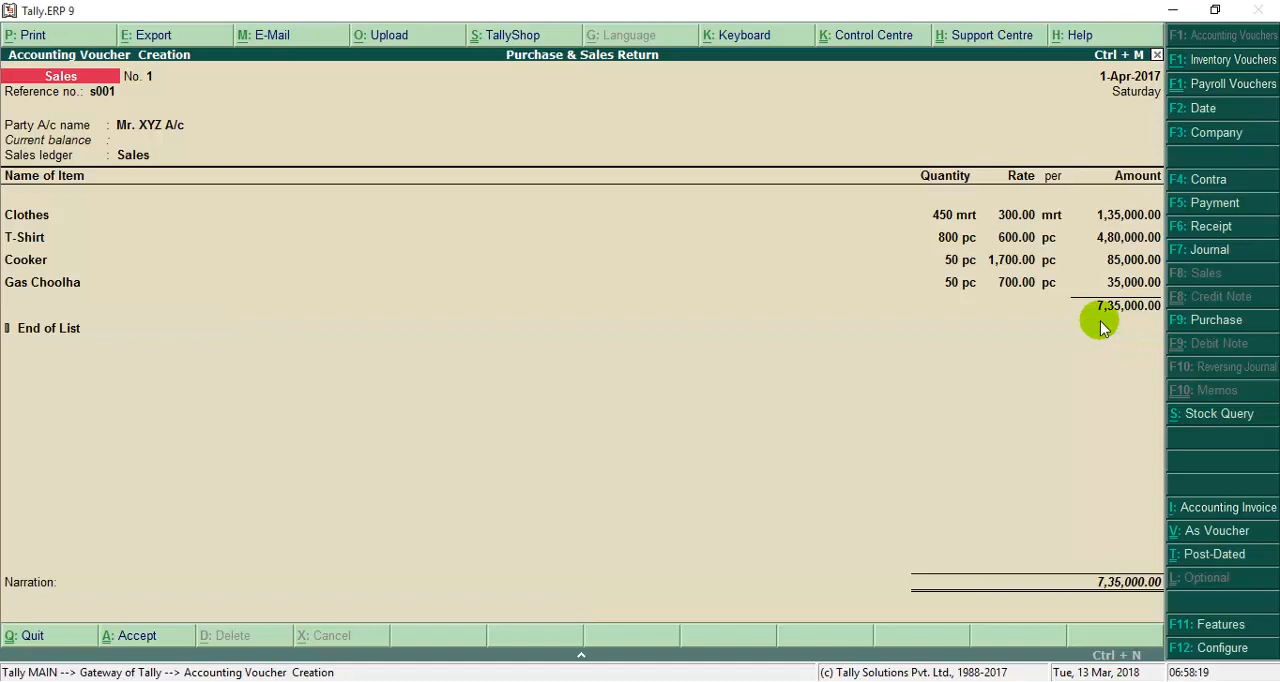 Tally.ERP 9
P: Print E: Export M: E-Mail O: Upload S: TallyShop G: Language K: Keyboard K: Control Centre H: Support Centre H: Help
Accounting Voucher Creation Purchase & Sales Return Ctrl + M
Sales No. 1 1-Apr-2017
Reference no.: s001 Saturday
Party A/c name : Mr. XYZ A/c
Current balance :
Sales ledger : Sales
Name of Item Quantity Rate per Amount
Clothes 450 mrt 300.00 mrt 1,35,000.00
T-Shirt 800 pc 600.00 pc 4,80,000.00
Cooker 50 pc 1,700.00 pc 85,000.00
Gas Choolha 50 pc 700.00 pc 35,000.00
7,35,000.00
End of List
Narration: 7,35,000.00
Q: Quit A: Accept D: Delete X: Cancel
Ctrl + N
Tally MAIN --> Gateway of Tally --> Accounting Voucher Creation (c) Tally Solutions Pvt. Ltd., 1988-2017 Tue, 13 Mar, 2018 06:58:19
F1: Accounting Vouchers
F1: Inventory Vouchers
F1: Payroll Vouchers
F2: Date
F3: Company
F4: Contra
F5: Payment
F6: Receipt
F7: Journal
F8: Sales
F8: Credit Note
F9: Purchase
F9: Debit Note
F10: Reversing Journal
F10: Memos
S: Stock Query
I: Accounting Invoice
V: As Voucher
T: Post-Dated
L: Optional
F11: Features
F12: Configure